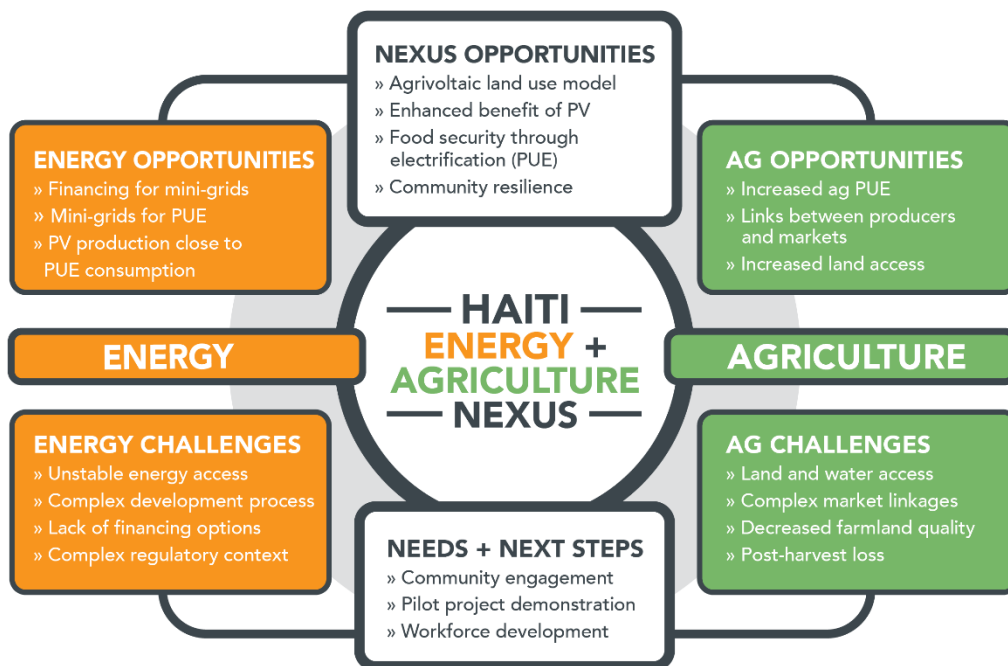 NEXUS OPPORTUNITIES
» Agrivoltaic land use model
» Enhanced benefit of PV
» Food security through
electrification (PUE)
» Community resilience
ENERGY OPPORTUNITIES
» Financing for mini-grids
» Mini-grids for PUE
» PV production close to
PUE consumption
AG OPPORTUNITIES
» Increased ag PUE
» Links between producers
and markets
» Increased land access
ENERGY
HAITI
ENERGY +
AGRICULTURE
NEXUS
AGRICULTURE
ENERGY CHALLENGES
» Unstable energy access
» Complex development process
» Lack of financing options
» Complex regulatory context
AG CHALLENGES
» Land and water access
» Complex market linkages
» Decreased farmland quality
» Post-harvest loss
NEEDS + NEXT STEPS
» Community engagement
» Pilot project demonstration
» Workforce development